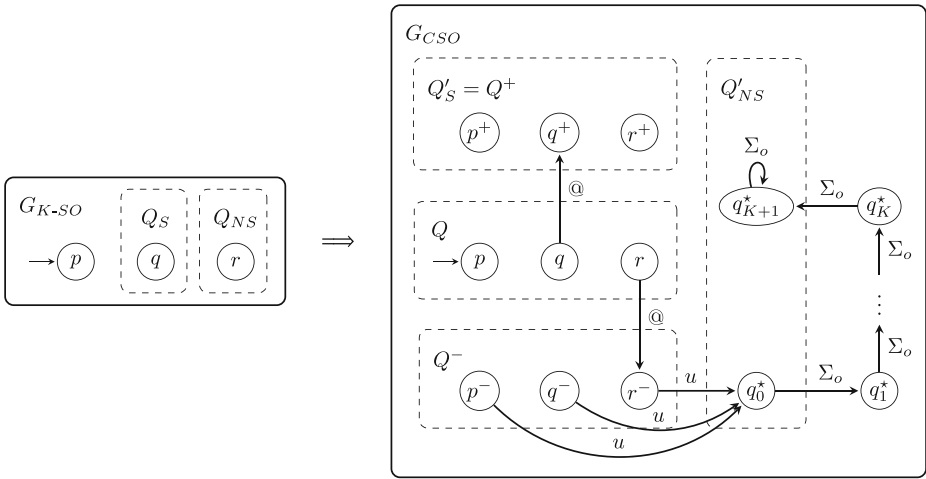 G_{K-SO}
Q_S
Q_{NS}
p
q
r
⟹
G_{CSO}
Q'_S = Q^+
p^+
q^+
r^+
@
Q
p
q
r
@
Q^-
p^-
q^-
r^-
u
u
u
Q'_{NS}
Σ_o
q^⋆_{K+1}
Σ_o
q^⋆_K
Σ_o
⋮
Σ_o
q^⋆_0
Σ_o
q^⋆_1